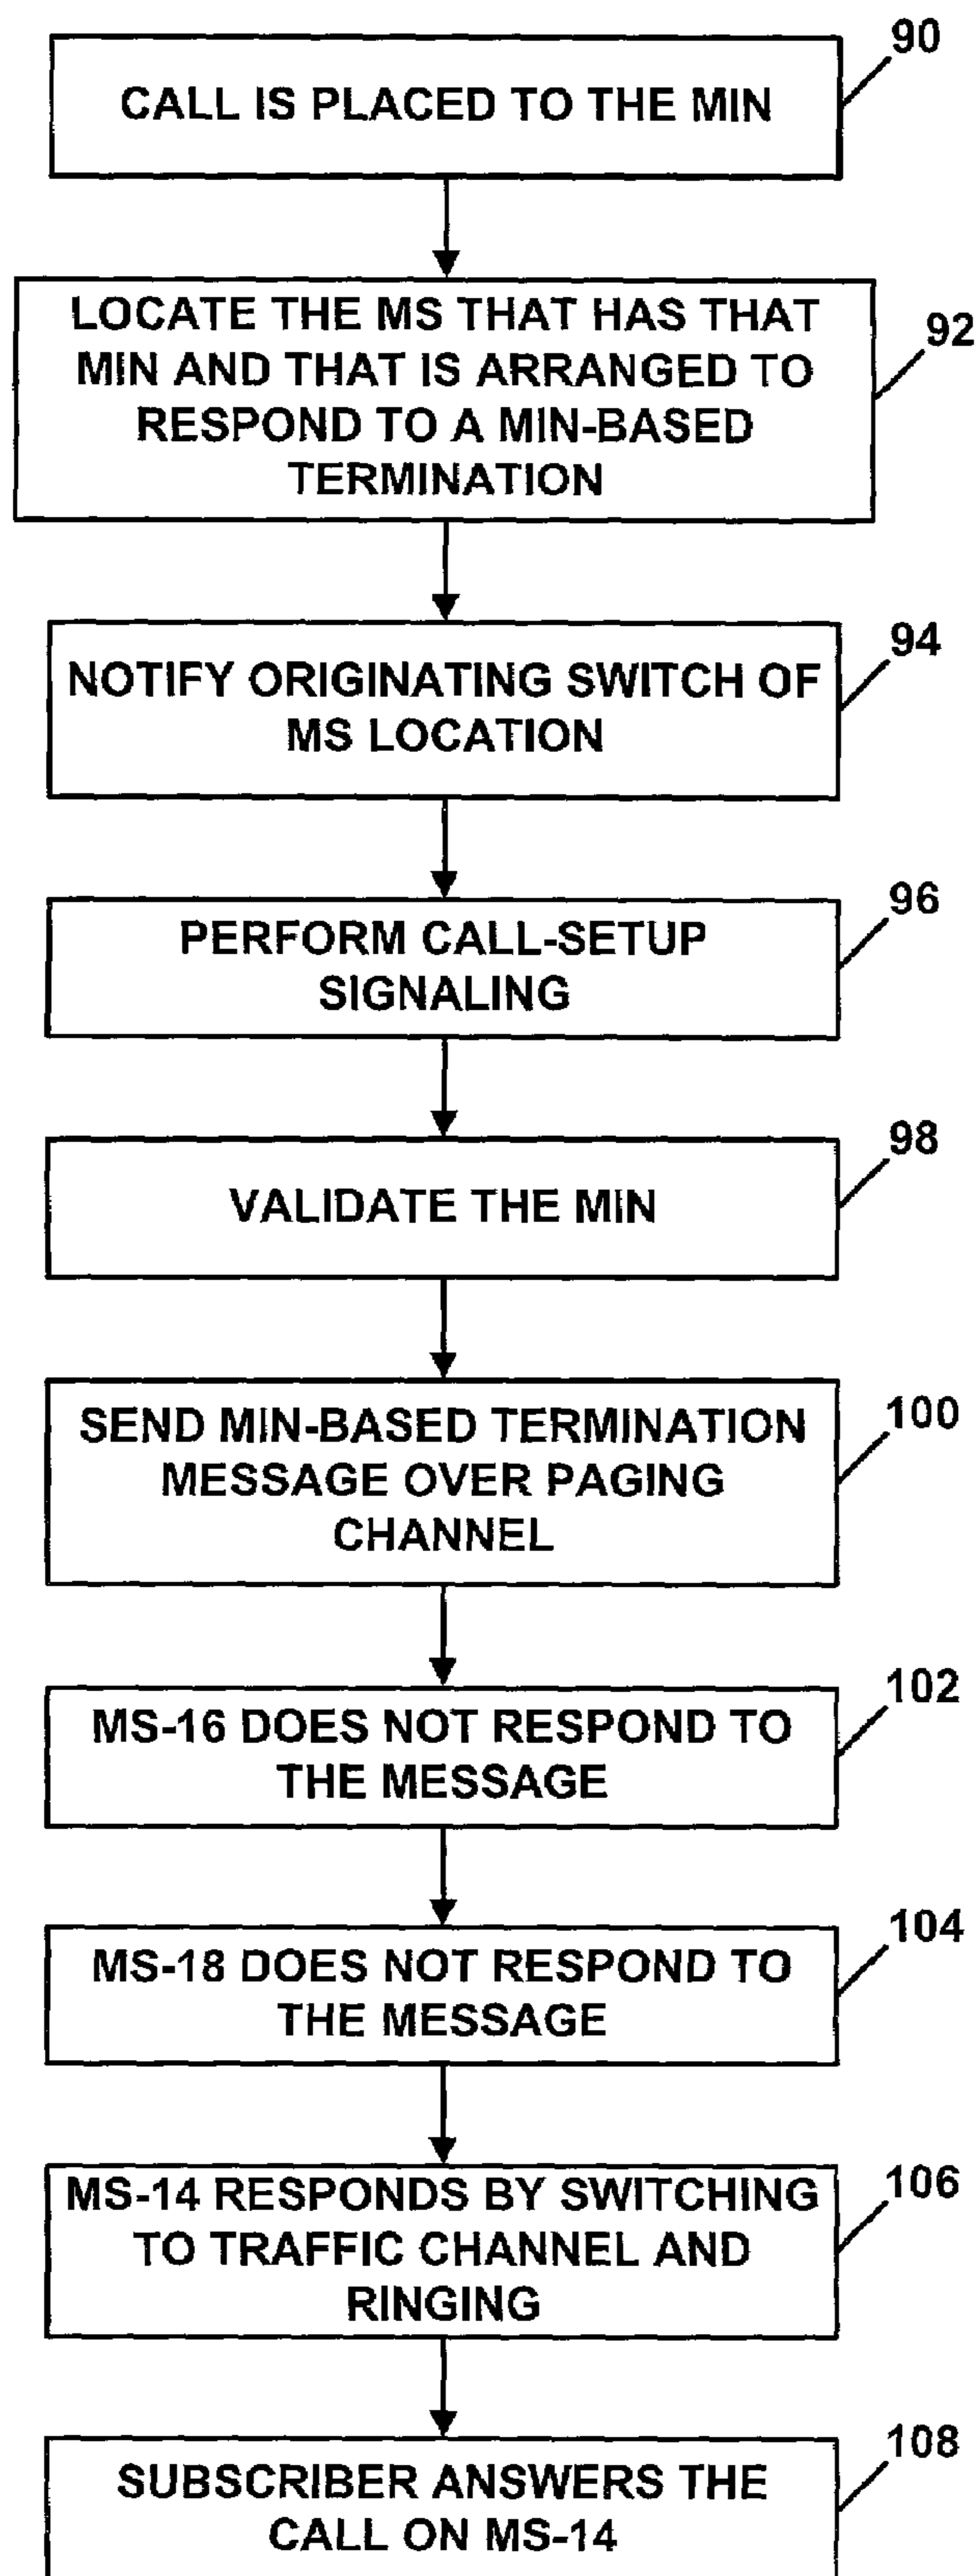 90
CALL IS PLACED TO THE MIN
92
LOCATE THE MS THAT HAS THAT
MIN AND THAT IS ARRANGED TO
RESPOND TO A MIN-BASED
TERMINATION
94
NOTIFY ORIGINATING SWITCH OF
MS LOCATION
96
PERFORM CALL-SETUP
SIGNALING
98
VALIDATE THE MIN
100
SEND MIN-BASED TERMINATION
MESSAGE OVER PAGING
CHANNEL
102
MS-16 DOES NOT RESPOND TO
THE MESSAGE
104
MS-18 DOES NOT RESPOND TO
THE MESSAGE
106
MS-14 RESPONDS BY SWITCHING
TO TRAFFIC CHANNEL AND
RINGING
108
SUBSCRIBER ANSWERS THE
CALL ON MS-14